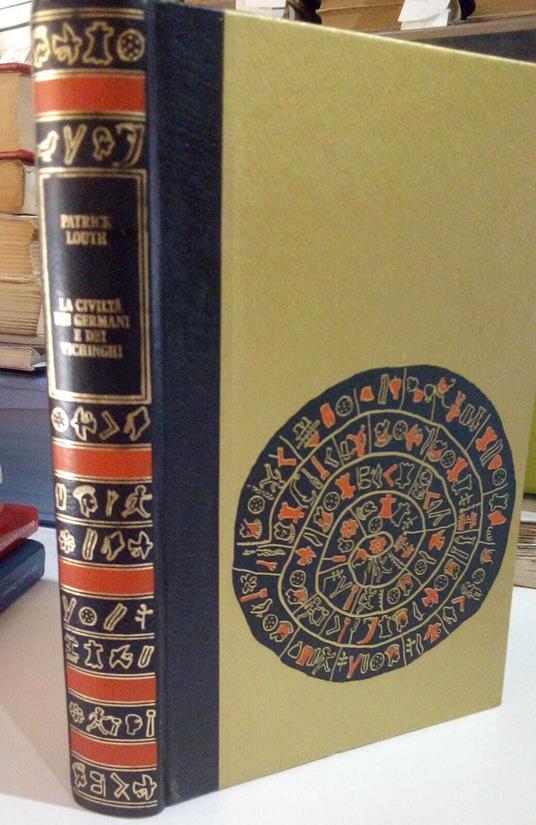 PATRICK
LOUTH
LA CIVILTÀ
DEI GERMANI
E DEI
VICHINGHI